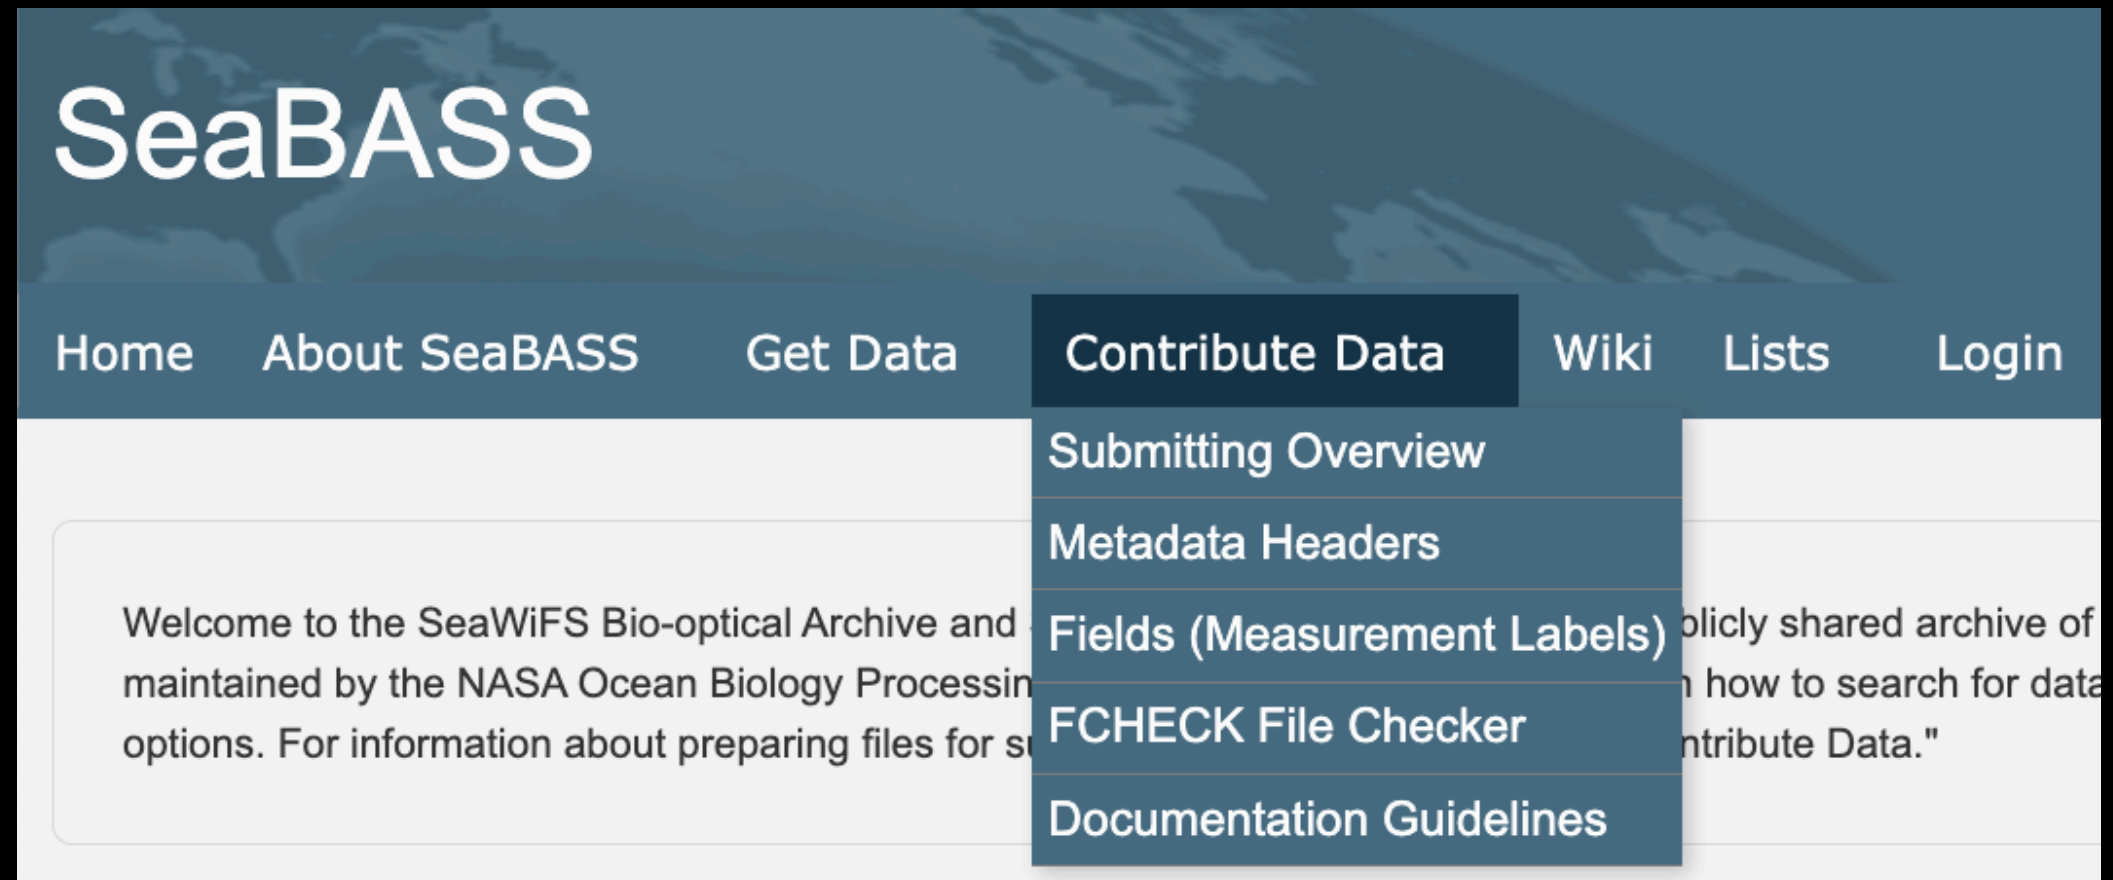 SeaBASS
Home About SeaBASS Get Data Contribute Data Wiki Lists Login
Submitting Overview
Metadata Headers
Fields (Measurement Labels)
FCHECK File Checker
Documentation Guidelines
Welcome to the SeaWiFS Bio-optical Archive and blicly shared archive of
maintained by the NASA Ocean Biology Processin how to search for data
options. For information about preparing files for ntribute Data."